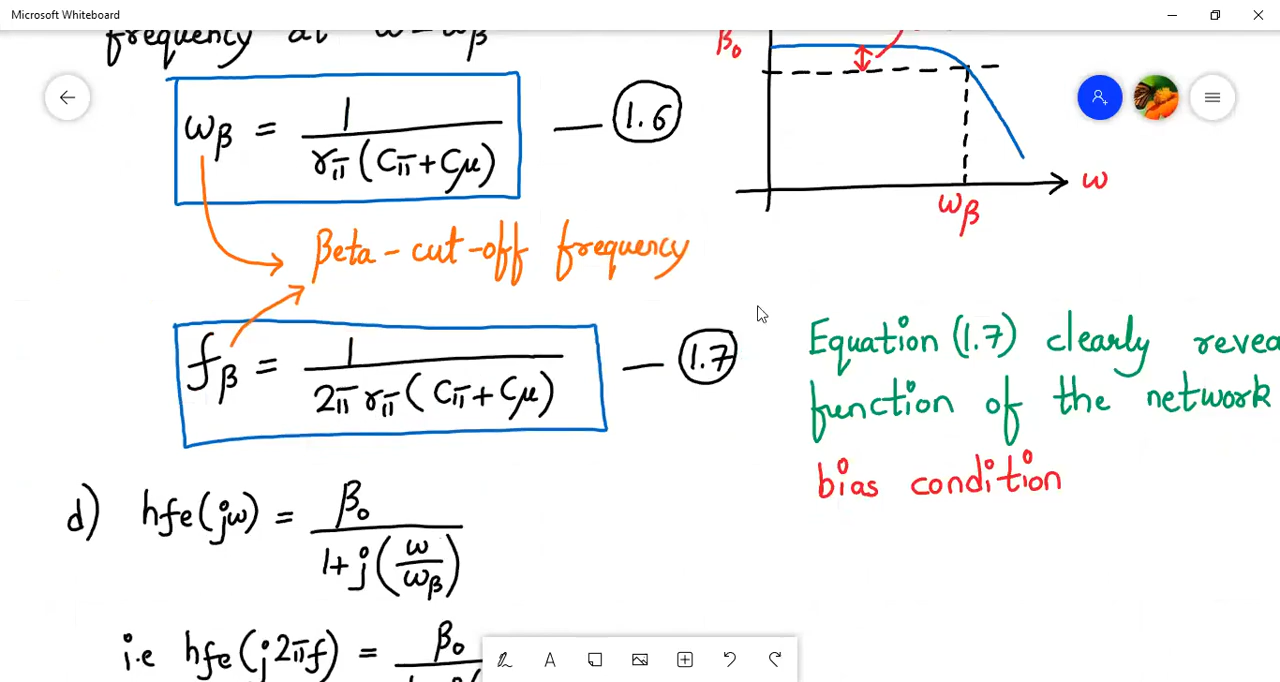 Microsoft Whiteboard
frequency at ω = ωβ
ωβ = 1 / rπ (Cπ + Cμ) — 1.6
β₀
ω
ωβ
Beta-cut-off frequency
fβ = 1 / 2π rπ (Cπ + Cμ) — 1.7
Equation (1.7) clearly revea
function of the network
bias condition
d) hfe(jω) = β₀ / 1+j(ω/ωβ)
i.e hfe(j2πf) = β₀
A